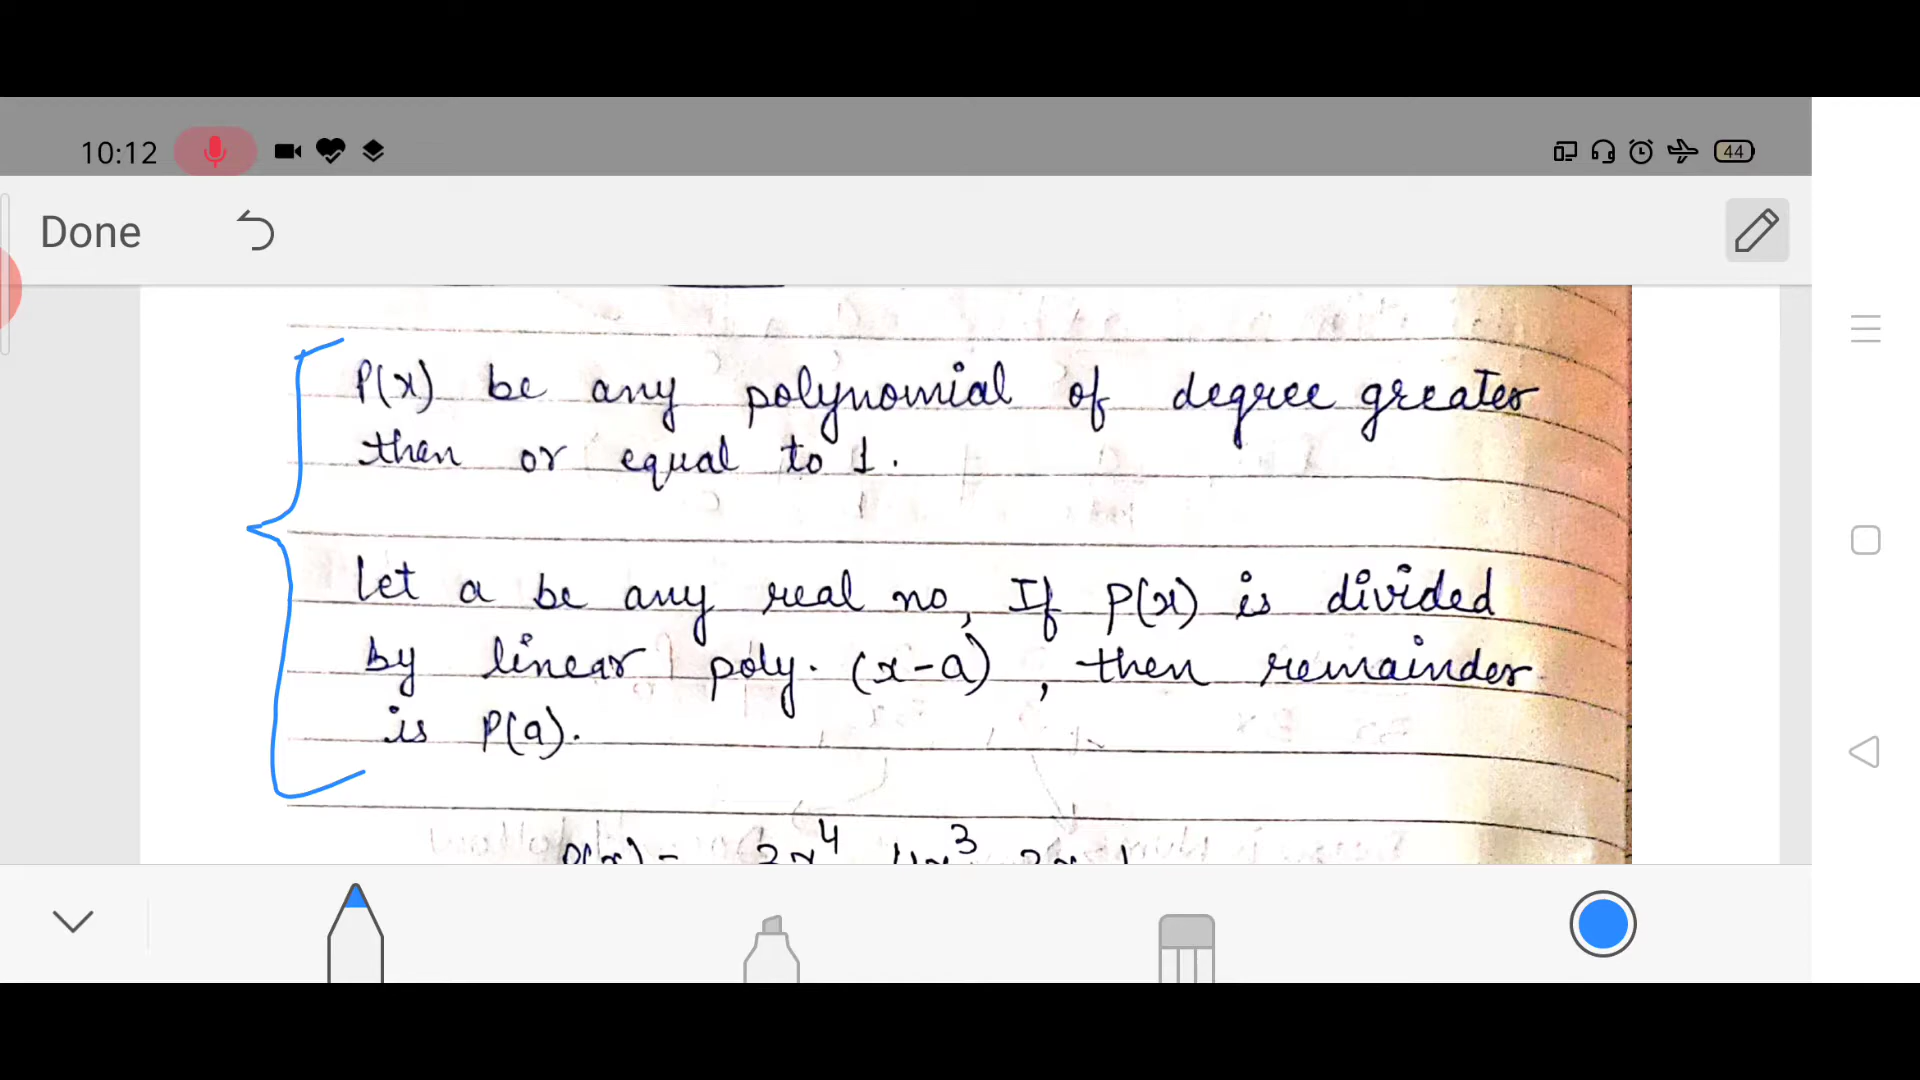 10:12
44
Done
P(x) be any polynomial of degree greater
then or equal to 1.
Let a be any real no, If P(x) is divided
by linear poly. (x-a), then remainder
is P(a).